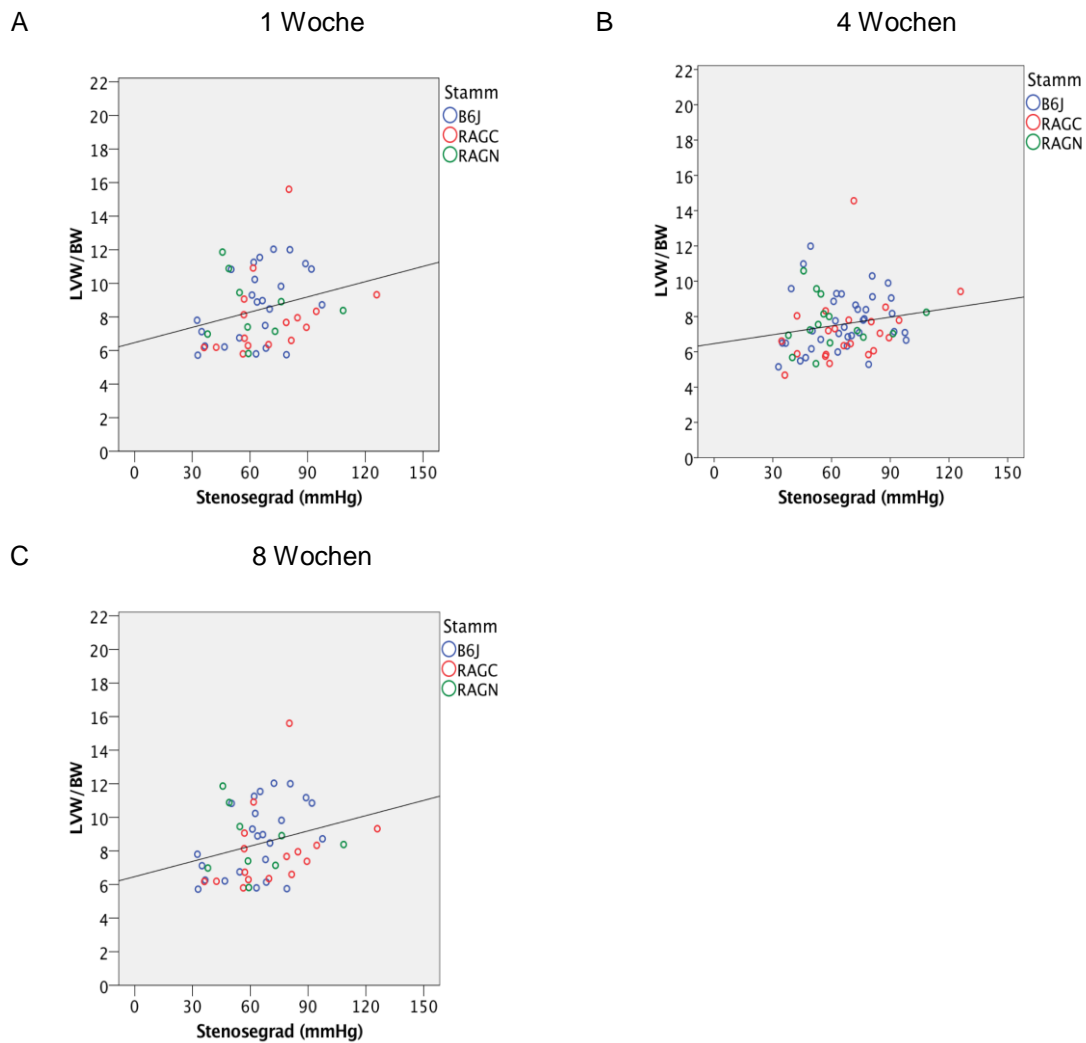 A
1 Woche
22
20
18
16
14
12
10
8
6
4
2
0
LVW/BW
0 30 60 90 120 150
Stenosegrad (mmHg)
Stamm
B6J
RAGC
RAGN
B
4 Wochen
22
20
18
16
14
12
10
8
6
4
2
0
LVW/BW
0 30 60 90 120 150
Stenosegrad (mmHg)
Stamm
B6J
RAGC
RAGN
C
8 Wochen
22
20
18
16
14
12
10
8
6
4
2
0
LVW/BW
0 30 60 90 120 150
Stenosegrad (mmHg)
Stamm
B6J
RAGC
RAGN